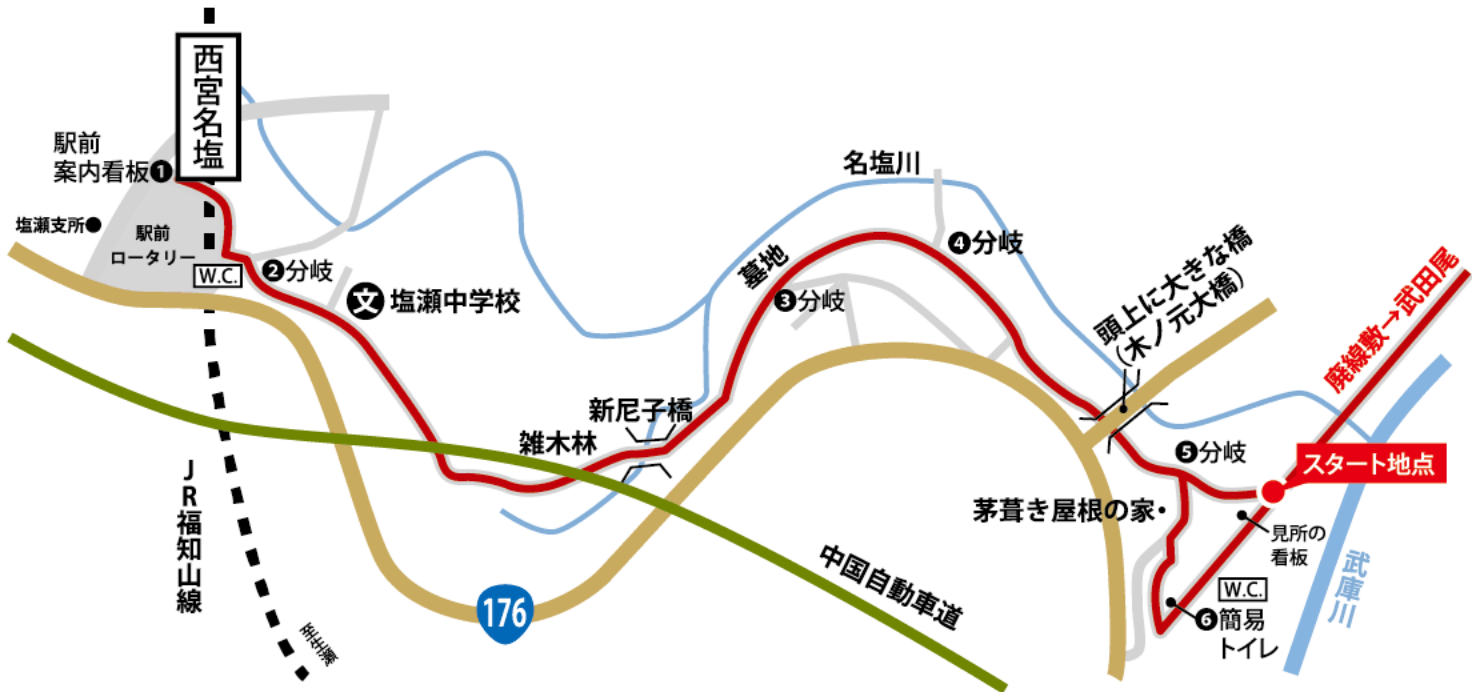 西宮名塩
駅前
案内看板❶
塩瀬支所●
駅前
ロータリー
W.C.
❷分岐
文 塩瀬中学校
JR福知山線
至生瀬
176
雑木林
新尼子橋
中国自動車道
墓地
❸分岐
名塩川
❹分岐
頭上に大きな橋
（木ノ元大橋）
廃線敷→武田尾
❺分岐
スタート地点
茅葺き屋根の家・
見所の
看板
W.C.
❻簡易
トイレ
武庫川